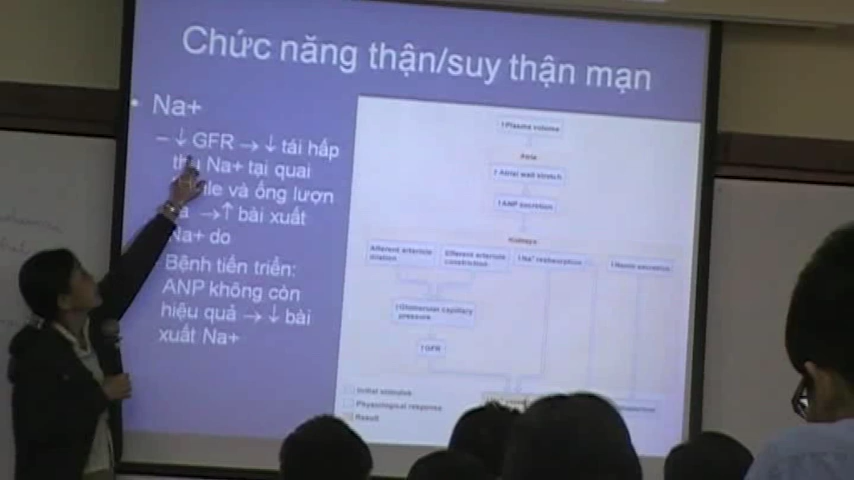 Chức năng thận/suy thận mạn
• Na+
– ↓ GFR → ↓ tái hấp
thu Na+ tại quai
và ống lượn
→↑ bài xuất
Na+ do
- Bệnh tiến triển:
ANP không còn
hiệu quả → ↓ bài
xuất Na+
↑ Plasma volume
Atria
↑ Atrial wall stretch
↑ ANP secretion
Kidneys
Afferent arteriole
dilation
Efferent arteriole
constriction
↓ Na+ reabsorption
↓ Renin secretion
↑ Glomerular capillary
pressure
↑ GFR
Initial stimulus
Physiological response
Result